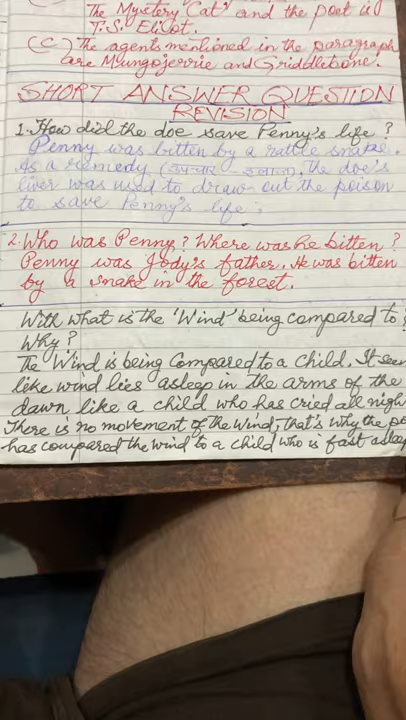 The Mystery Cat" and the poet is
T.S. Eliot.
(C) The agents mentioned in the paragraph
are Mungojerrie and Griddlebone.
SHORT ANSWER QUESTION
REVISION
1. How did the doe save Penny's life?
Penny was bitten by a rattle snake.
As a remedy (उपचार - इलाज), the doe's
liver was used to draw out the poison
to save Penny's life.
2. Who was Penny? Where was he bitten?
Penny was Jody's father. He was bitten
by a snake in the forest.
With what is the 'Wind' being compared to
Why?
The Wind is being Compared to a Child. It
like wind lies asleep in the arms of the
dawn, like a child who has cried all
There is no movement of the Wind, that's why the
has compared the wind to a child who is fast